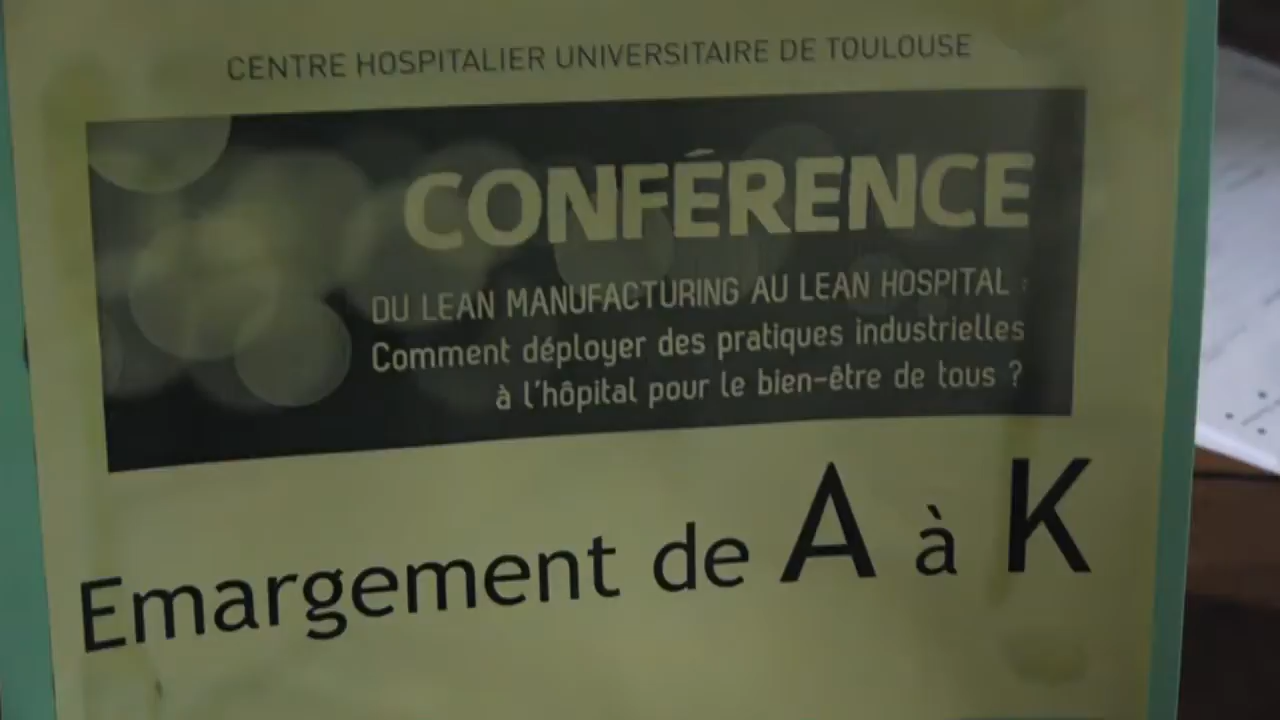 CENTRE HOSPITALIER UNIVERSITAIRE DE TOULOUSE
CONFÉRENCE
DU LEAN MANUFACTURING AU LEAN HOSPITAL :
Comment déployer des pratiques industrielles
à l'hôpital pour le bien-être de tous ?
Emargement de A à K